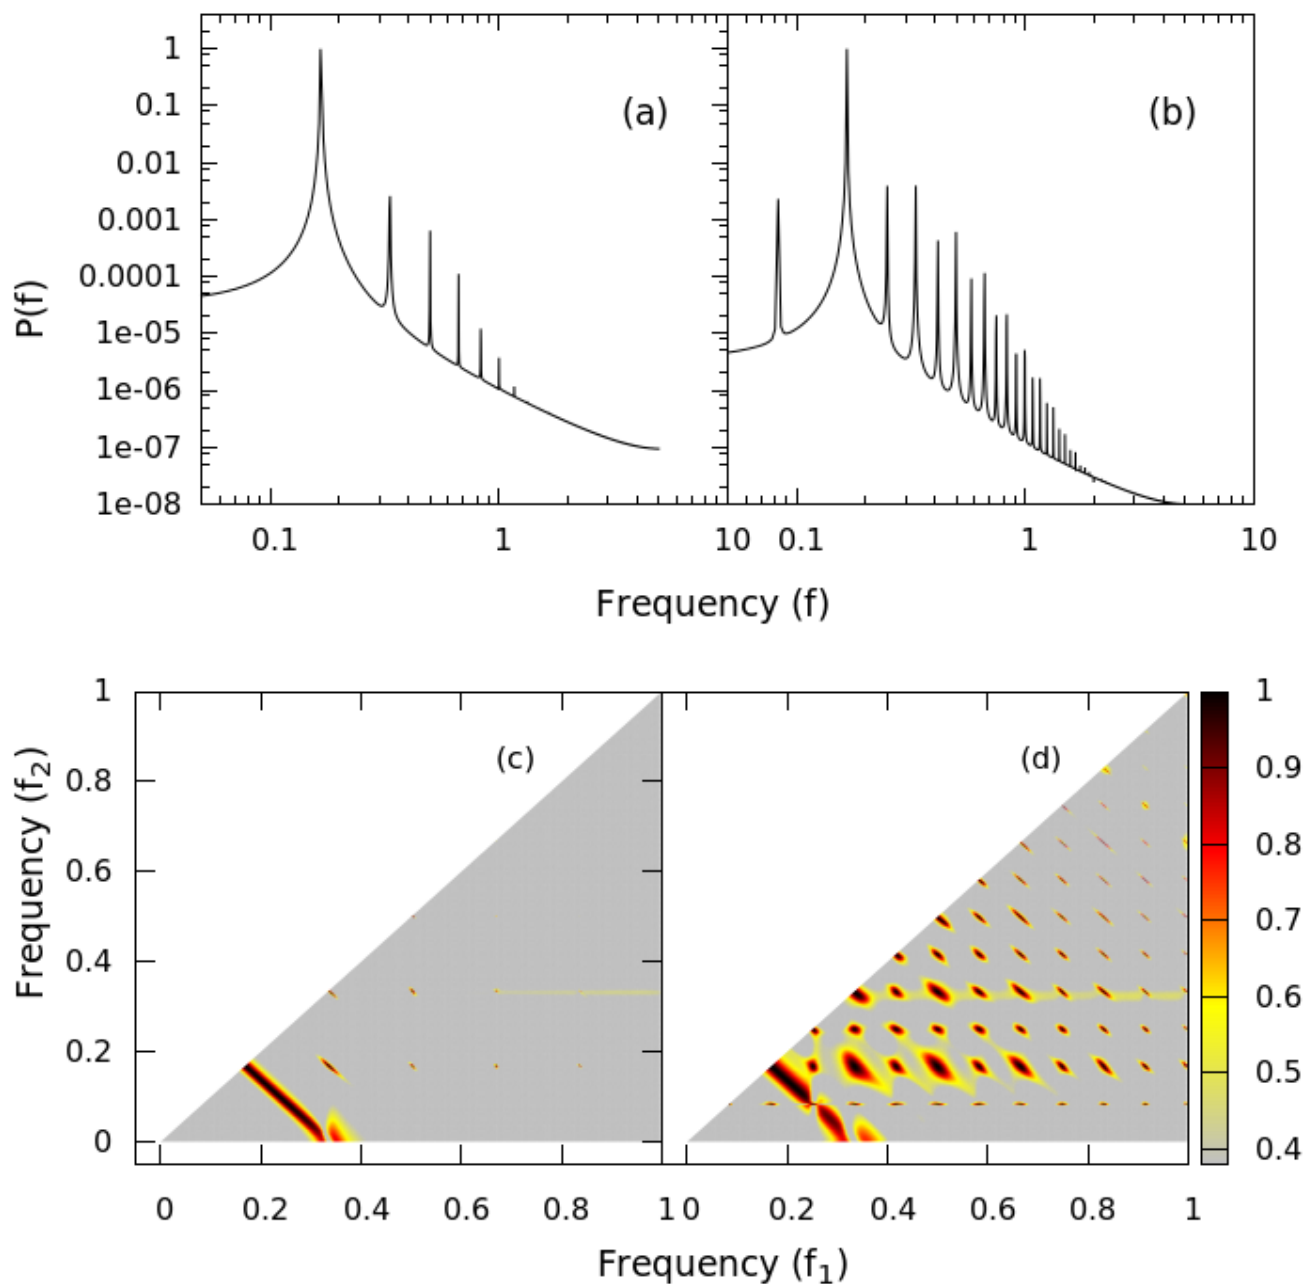 1
0.1
(a)
(b)
0.01
0.001
0.0001
P(f)
1e-05
1e-06
1e-07
1e-08
0.1 1 10 0.1 1 10
Frequency (f)
1 1
(c) (d)
0.8 0.9
0.8
0.6
0.7
Frequency (f2)
0.4 0.6
0.2 0.5
0 0.4
0 0.2 0.4 0.6 0.8 1 0 0.2 0.4 0.6 0.8 1
Frequency (f1)